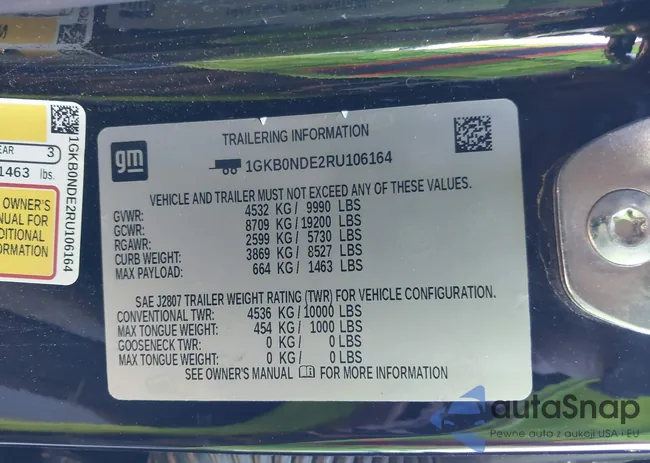 EAR 3
1463 lbs.
OWNER'S
NUAL FOR
DITIONAL
ORMATION
1GKB0NDE2RU106164
gm
TRAILERING INFORMATION
1GKB0NDE2RU106164
VEHICLE AND TRAILER MUST NOT EXCEED ANY OF THESE VALUES.
GVWR: 4532 KG / 9990 LBS
GCWR: 8709 KG / 19200 LBS
RGAWR: 2599 KG / 5730 LBS
CURB WEIGHT: 3869 KG / 8527 LBS
MAX PAYLOAD: 664 KG / 1463 LBS
SAE J2807 TRAILER WEIGHT RATING (TWR) FOR VEHICLE CONFIGURATION.
CONVENTIONAL TWR: 4536 KG / 10000 LBS
MAX TONGUE WEIGHT: 454 KG / 1000 LBS
GOOSENECK TWR: 0 KG / 0 LBS
MAX TONGUE WEIGHT: 0 KG / 0 LBS
SEE OWNER'S MANUAL FOR MORE INFORMATION
autaSnap
Pewne auta z aukcji USA i EU